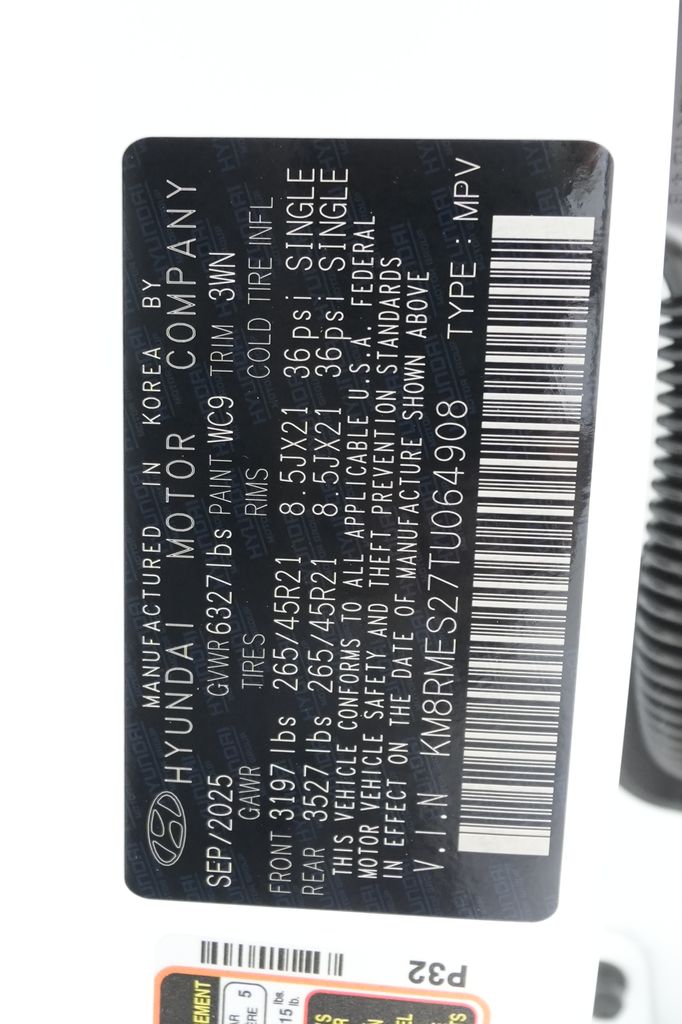 MANUFACTURED IN KOREA BY
HYUNDAI MOTOR COMPANY
SEP/2025 GVWR 6327lbs PAINT WC9 TRIM 3WN
GAWR TIRES RIMS COLD TIRE INFL
FRONT 3197lbs 265/45R21 8.5JX21 36psi SINGLE
REAR 3527lbs 265/45R21 8.5JX21 36psi SINGLE
THIS VEHICLE CONFORMS TO ALL APPLICABLE U.S.A. FEDERAL
MOTOR VEHICLE SAFETY AND THEFT PREVENTION STANDARDS
IN EFFECT ON THE DATE OF MANUFACTURE SHOWN ABOVE
V.I.N KM8RMES27TU064908 TYPE : MPV
P32
5